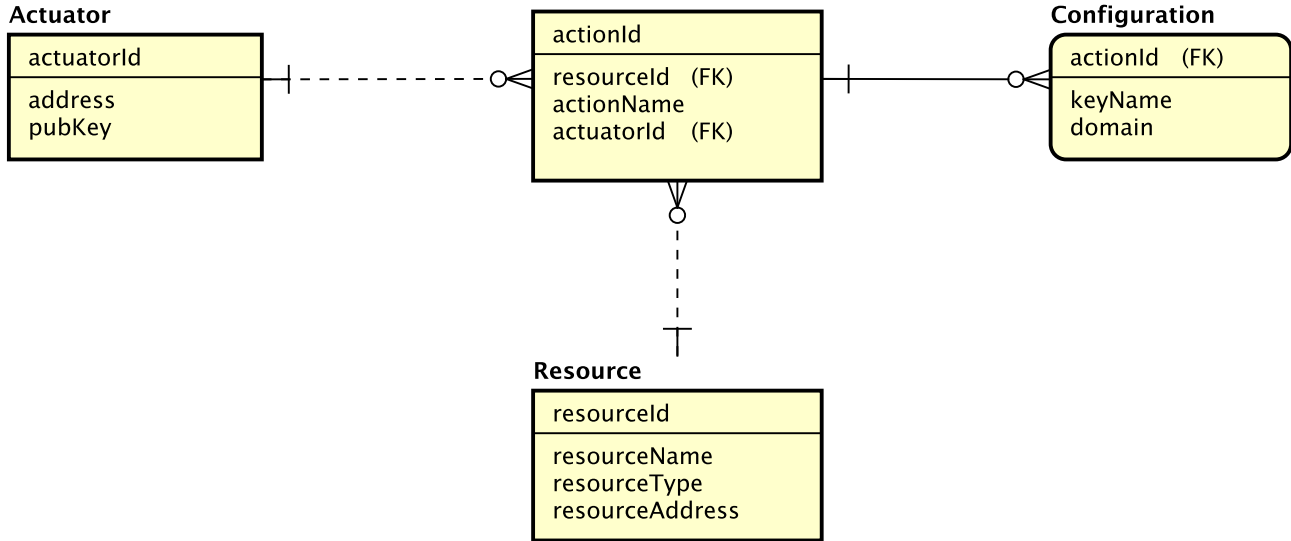 Actuator
actuatorId
address
pubKey
actionId
resourceId (FK)
actionName
actuatorId (FK)
Configuration
actionId (FK)
keyName
domain
Resource
resourceId
resourceName
resourceType
resourceAddress